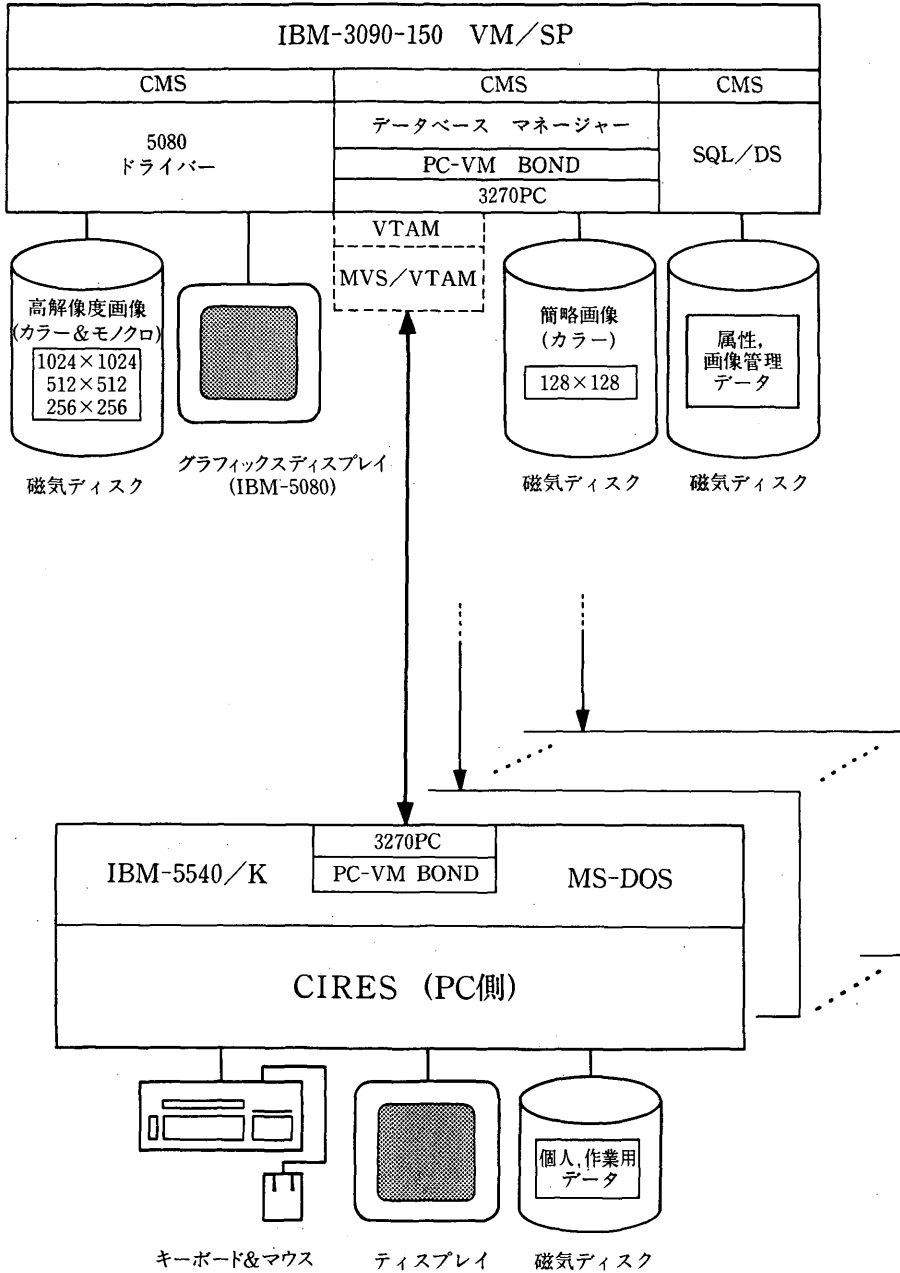 IBM-3090-150 VM／SP
CMS
CMS
CMS
5080
ドライバー
データベース マネージャー
PC-VM BOND
3270PC
SQL／DS
VTAM
MVS／VTAM
高解像度画像
(カラー＆モノクロ)
1024×1024
512×512
256×256
磁気ディスク
グラフィックスディスプレイ
(IBM-5080)
簡略画像
(カラー)
128×128
磁気ディスク
属性,
画像管理
データ
磁気ディスク
3270PC
PC-VM BOND
IBM-5540／K
MS-DOS
CIRES (PC側)
個人,作業用
データ
キーボード&マウス
ティスプレイ
磁気ディスク